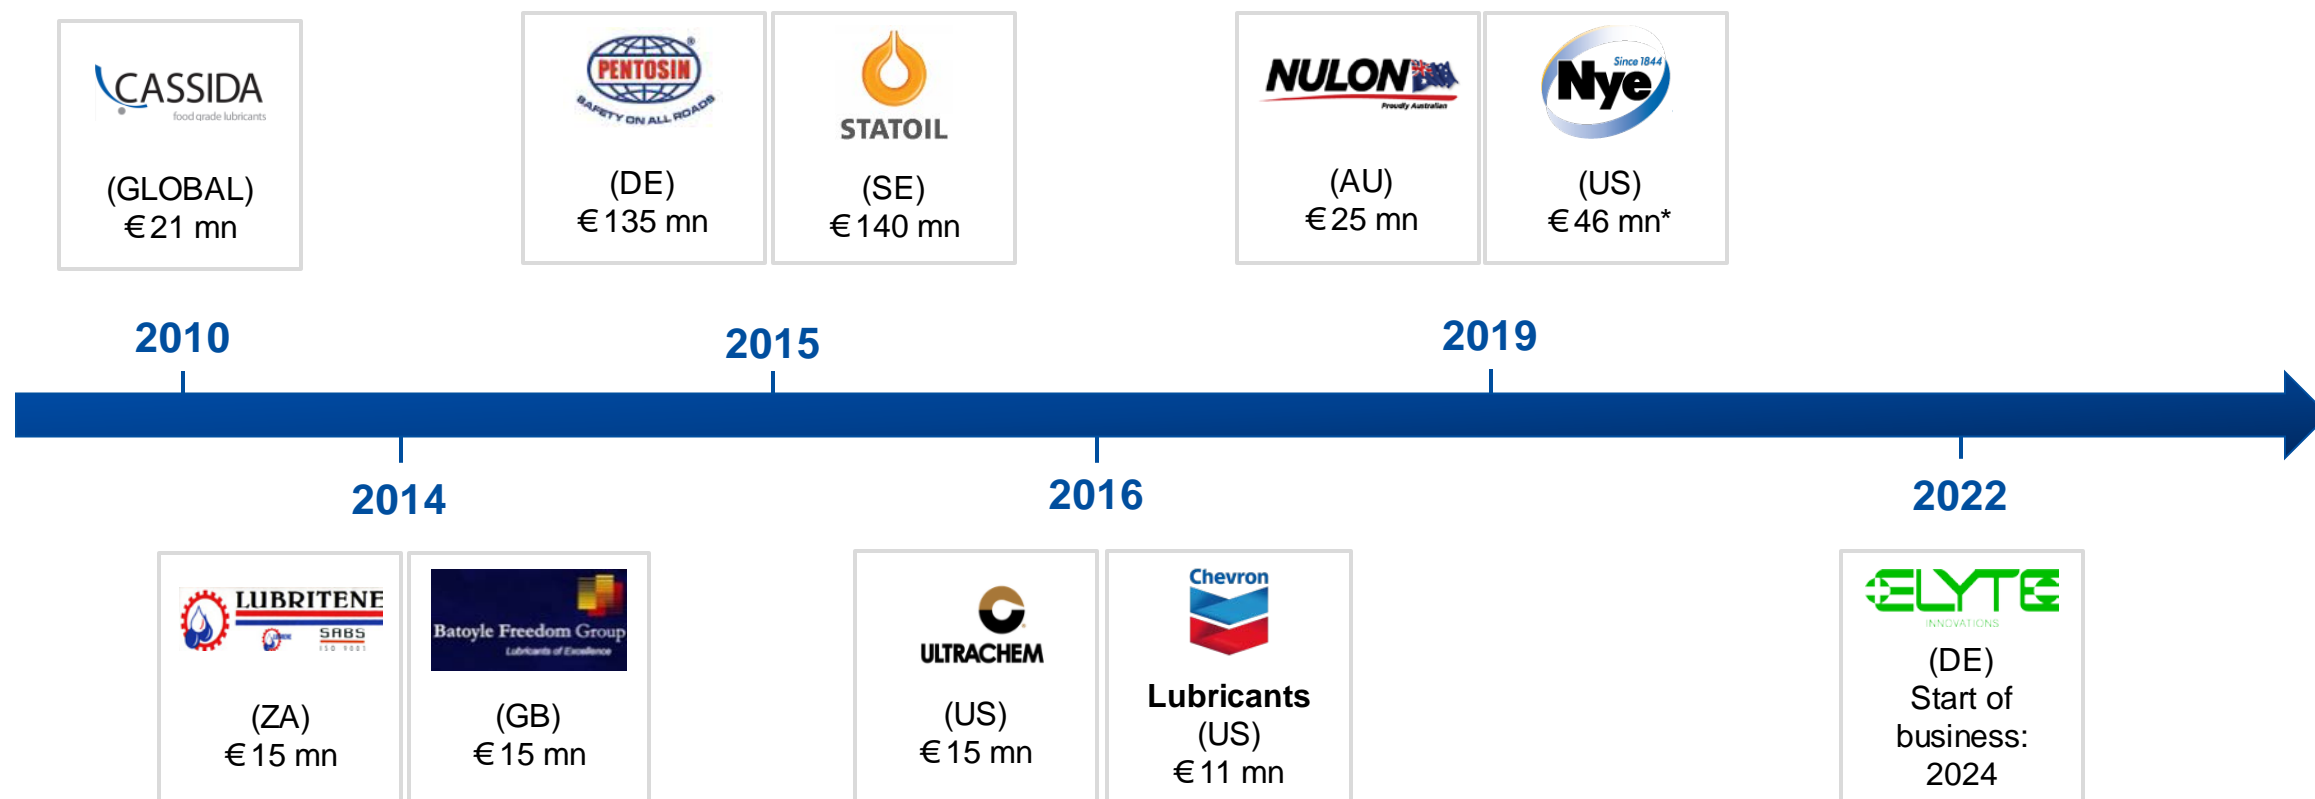 CASSIDA
food grade lubricants
(GLOBAL)
€21 mn
PENTOSIN
®
SAFETY ON ALL ROADS
(DE)
€135 mn
STATOIL
(SE)
€140 mn
NULON
Proudly Australian
(AU)
€25 mn
Since 1844
Nye
(US)
€46 mn*
2010
2015
2019
2014
2016
2022
LUBRITENE
SABS
ISO 9001
(ZA)
€15 mn
Batoyle Freedom Group
Lubricants of Excellence
(GB)
€15 mn
ULTRACHEM
(US)
€15 mn
Chevron
Lubricants
(US)
€11 mn
ELYTE
INNOVATIONS
(DE)
Start of
business:
2024